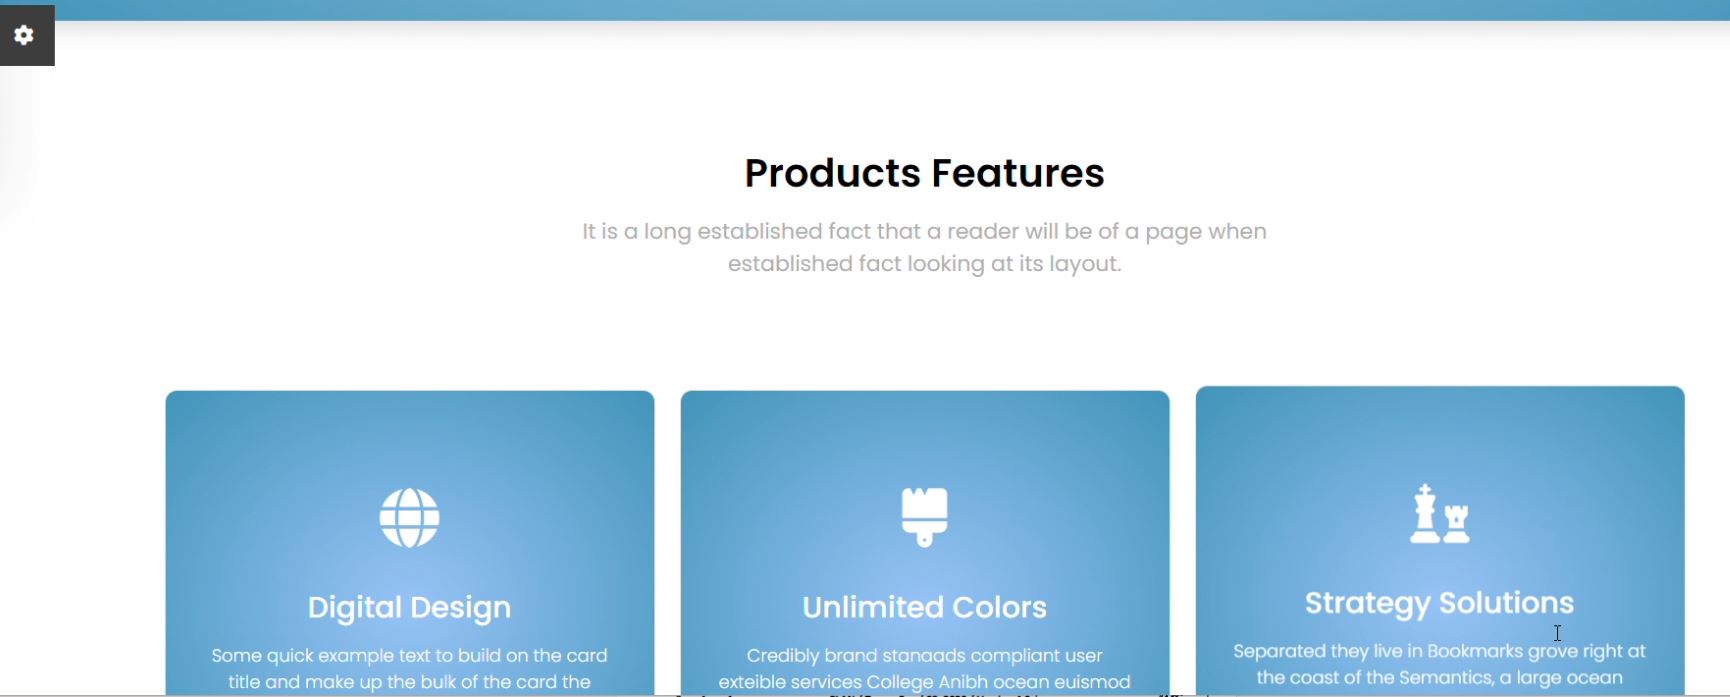 Products Features
It is a long established fact that a reader will be of a page when
established fact looking at its layout.
Digital Design
Some quick example text to build on the card
title and make up the bulk of the card the
Unlimited Colors
Credibly brand stanaads compliant user
exteible services College Anibh ocean euismod
Strategy Solutions
Separated they live in Bookmarks grove right at
the coast of the Semantics, a large ocean